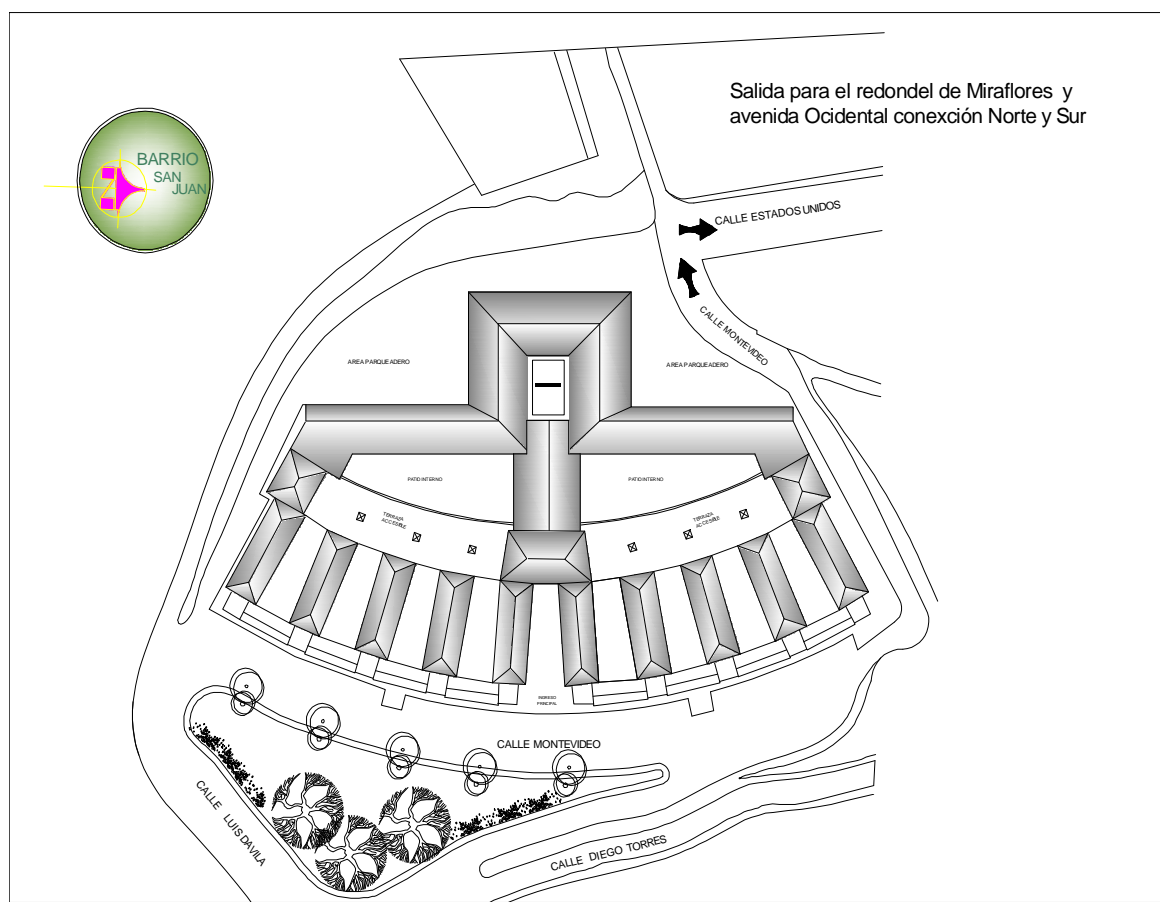 Salida para el redondel de Miraflores y
avenida Ocidental conexción Norte y Sur
BARRIO
SAN
JUAN
N
CALLE ESTADOS UNIDOS
CALLE MONTEVIDEO
AREA PARQUEADERO
AREA PARQUEADERO
PATIO INTERNO
PATIO INTERNO
TERRAZA
ACCESIBLE
TERRAZA
ACCESIBLE
INGRESO
PRINCIPAL
CALLE MONTEVIDEO
CALLE LUIS DAVILA
CALLE DIEGO TORRES